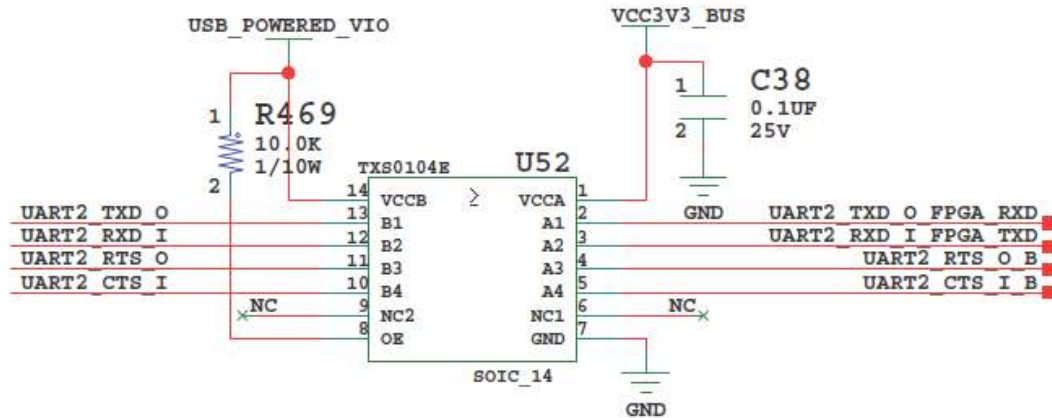 USB_POWERED_VIO
VCC3V3_BUS
1
R469
10.0K
1/10W
2
1
C38
0.1UF
25V
2
GND
TXS0104E
U52
14 VCCB ≥ VCCA 1
UART2_TXD_O 13 B1 A1 2 UART2_TXD_O_FPGA_RXD
UART2_RXD_I 12 B2 A2 3 UART2_RXD_I_FPGA_TXD
UART2_RTS_O 11 B3 A3 4 UART2_RTS_O_B
UART2_CTS_I 10 B4 A4 5 UART2_CTS_I_B
NC 9 NC2 NC1 6 NC
8 OE GND 7
SOIC_14
GND